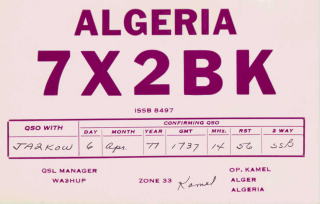 ALGERIA
7X2BK
ISSB 8497
CONFIRMING QSO
QSO WITH DAY MONTH YEAR GMT MHz. RST 2 WAY
JA2KOW 6 Apr. 77 1737 14 56 SSB
QSL MANAGER
WA3HUP
ZONE 33
Kamel
OP. KAMEL
ALGER
ALGERIA